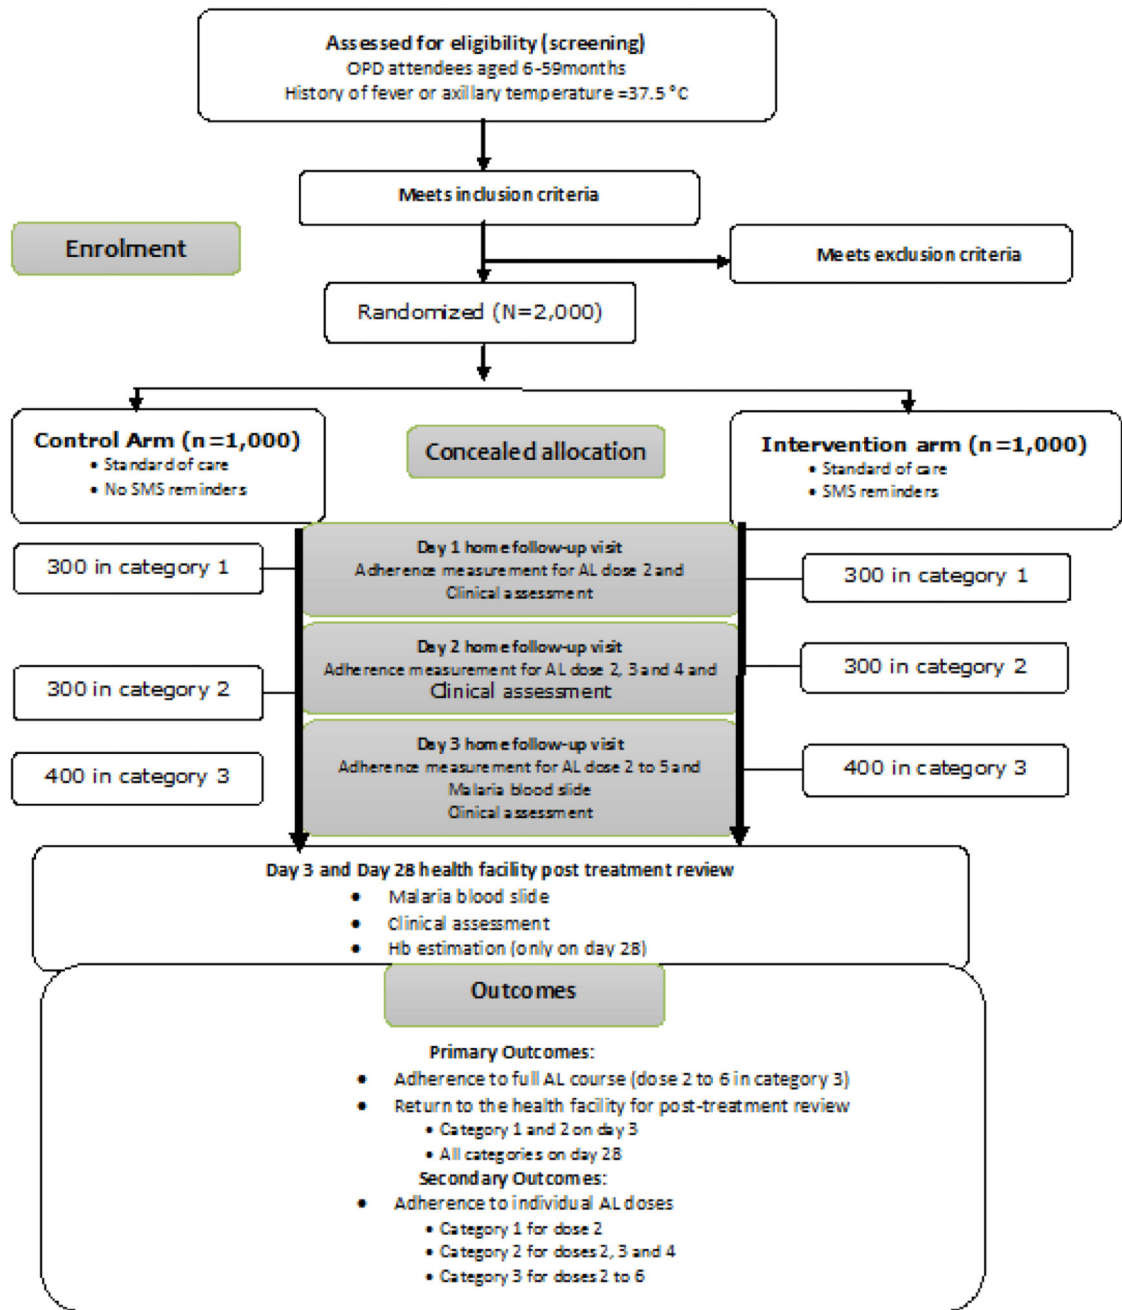 Assessed for eligibility (screening)
OPD attendees aged 6-59months
History of fever or axillary temperature =37.5 °C
Meets inclusion criteria
Enrolment
Meets exclusion criteria
Randomized (N=2,000)
Control Arm (n=1,000)
• Standard of care
• No SMS reminders
Concealed allocation
Intervention arm (n=1,000)
• Standard of care
• SMS reminders
Day 1 home follow-up visit
Adherence measurement for AL dose 2 and
Clinical assessment
300 in category 1
300 in category 1
Day 2 home follow-up visit
Adherence measurement for AL dose 2, 3 and 4 and
Clinical assessment
300 in category 2
300 in category 2
Day 3 home follow-up visit
Adherence measurement for AL dose 2 to 5 and
Malaria blood slide
Clinical assessment
400 in category 3
400 in category 3
Day 3 and Day 28 health facility post treatment review
• Malaria blood slide
• Clinical assessment
• Hb estimation (only on day 28)
Outcomes
Primary Outcomes:
• Adherence to full AL course (dose 2 to 6 in category 3)
• Return to the health facility for post-treatment review
• Category 1 and 2 on day 3
• All categories on day 28
Secondary Outcomes:
• Adherence to individual AL doses
• Category 1 for dose 2
• Category 2 for doses 2, 3 and 4
• Category 3 for doses 2 to 6